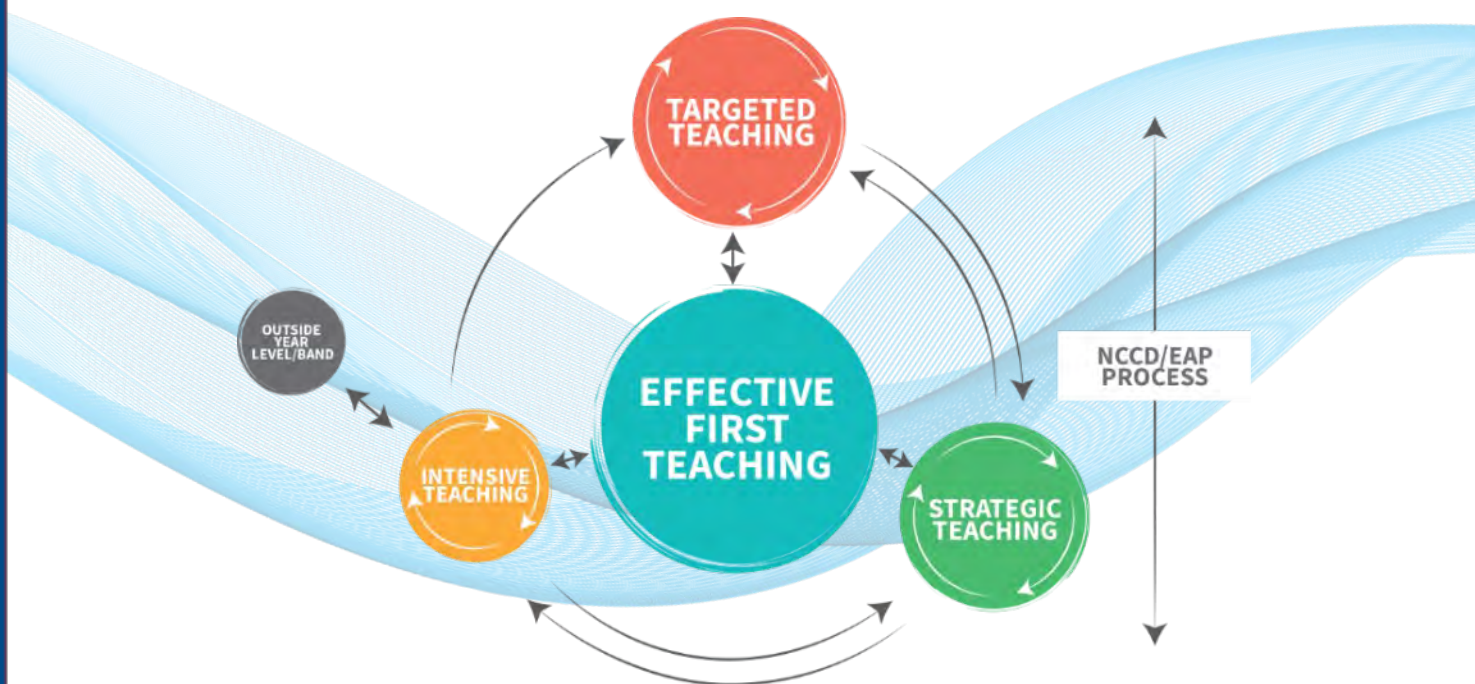 TARGETED
TEACHING
OUTSIDE
YEAR
LEVEL/BAND
EFFECTIVE
FIRST
TEACHING
NCCD/EAP
PROCESS
INTENSIVE
TEACHING
STRATEGIC
TEACHING